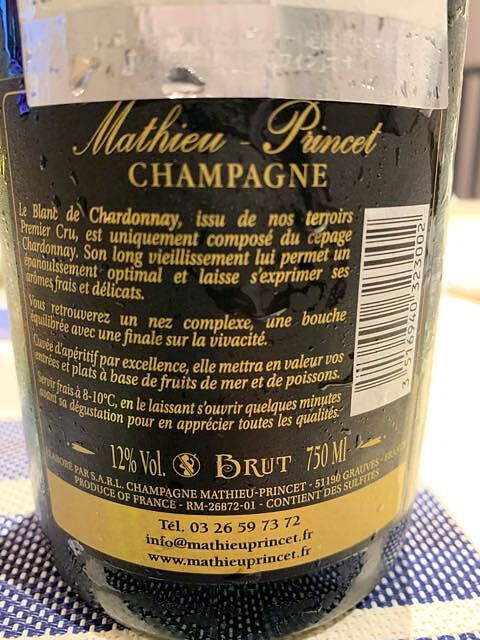 Mathieu - Princet
CHAMPAGNE
Le Blanc de Chardonnay, issu de nos terroirs
Premier Cru, est uniquement composé du cépage
Chardonnay. Son long vieillissement lui permet un
épanouissement optimal et laisse s'exprimer ses
arômes frais et délicats.
Vous retrouverez un nez complexe, une bouche
équilibrée avec une finale sur la vivacité.
Cuvée d'apéritif par excellence, elle mettra en valeur vos
entrées et plats à base de fruits de mer et de poissons.
Servir frais à 8-10°C, en le laissant s'ouvrir quelques minutes
avant sa dégustation pour en apprécier toutes les qualités.
3 516940 323002
12% Vol. BRUT 750 Ml
ELABORÉ PAR S.A.R.L. CHAMPAGNE MATHIEU-PRINCET - 51190 GRAUVES - FRANCE
PRODUCE OF FRANCE - RM-26872-01 - CONTIENT DES SULFITES
Tél. 03 26 59 73 72
info@mathieuprincet.fr
www.mathieuprincet.fr